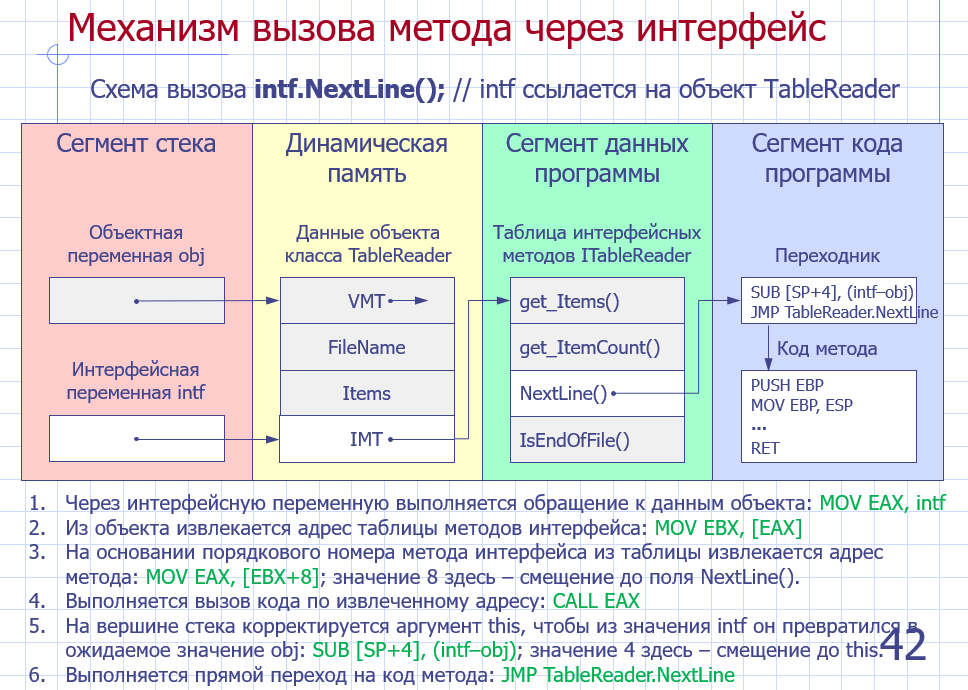 Механизм вызова метода через интерфейс
Схема вызова intf.NextLine(); // intf ссылается на объект TableReader
Сегмент стека
Динамическая
память
Сегмент данных
программы
Сегмент кода
программы
Объектная
переменная obj
Данные объекта
класса TableReader
Таблица интерфейсных
методов ITableReader
Переходник
VMT
get_Items()
SUB [SP+4], (intf–obj)
JMP TableReader.NextLine
FileName
get_ItemCount()
Код метода
Интерфейсная
переменная intf
Items
NextLine()
PUSH EBP
MOV EBP, ESP
...
RET
IMT
IsEndOfFile()
1. Через интерфейсную переменную выполняется обращение к данным объекта: MOV EAX, intf
2. Из объекта извлекается адрес таблицы методов интерфейса: MOV EBX, [EAX]
3. На основании порядкового номера метода интерфейса из таблицы извлекается адрес
метода: MOV EAX, [EBX+8]; значение 8 здесь – смещение до поля NextLine().
4. Выполняется вызов кода по извлеченному адресу: CALL EAX
5. На вершине стека корректируется аргумент this, чтобы из значения intf он превратился в
ожидаемое значение obj: SUB [SP+4], (intf–obj); значение 4 здесь – смещение до this.
6. Выполняется прямой переход на код метода: JMP TableReader.NextLine
42